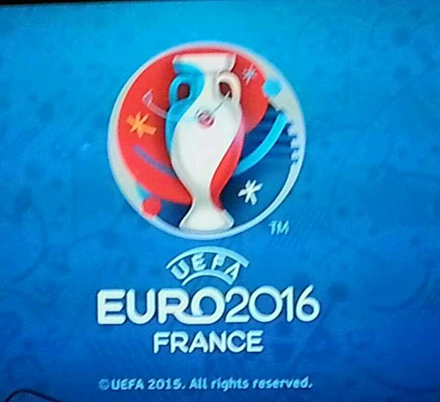 TM
UEFA
EURO2016
FRANCE
©UEFA 2015. All rights reserved.